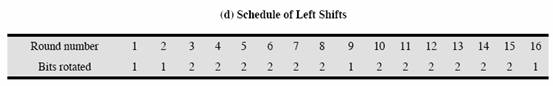 (d) Schedule of Left Shifts
Round number 1 2 3 4 5 6 7 8 9 10 11 12 13 14 15 16
Bits rotated 1 1 2 2 2 2 2 2 1 2 2 2 2 2 2 1